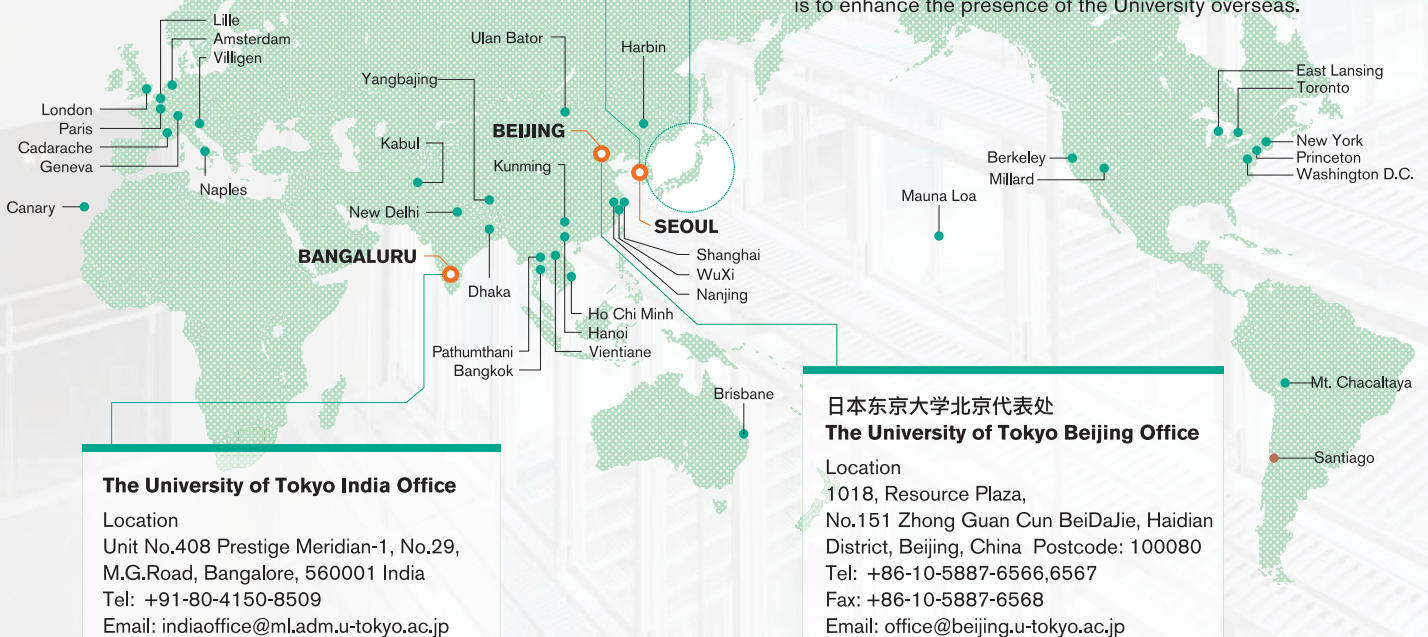 is to enhance the presence of the University overseas.
Lille
Amsterdam
Villigen
London
Paris
Cadarache
Geneva
Naples
Canary
Ulan Bator
Harbin
Yangbajing
BEIJING
Kabul
Kunming
New Delhi
SEOUL
BANGALURU
Dhaka
Shanghai
WuXi
Nanjing
Ho Chi Minh
Hanoi
Vientiane
Pathumthani
Bangkok
Brisbane
Mauna Loa
Berkeley
Millard
East Lansing
Toronto
New York
Princeton
Washington D.C.
Mt. Chacaltaya
Santiago
The University of Tokyo India Office
Location
Unit No.408 Prestige Meridian-1, No.29,
M.G.Road, Bangalore, 560001 India
Tel: +91-80-4150-8509
Email: indiaoffice@ml.adm.u-tokyo.ac.jp
日本东京大学北京代表处
The University of Tokyo Beijing Office
Location
1018, Resource Plaza,
No.151 Zhong Guan Cun BeiDaJie, Haidian
District, Beijing, China Postcode: 100080
Tel: +86-10-5887-6566,6567
Fax: +86-10-5887-6568
Email: office@beijing.u-tokyo.ac.jp